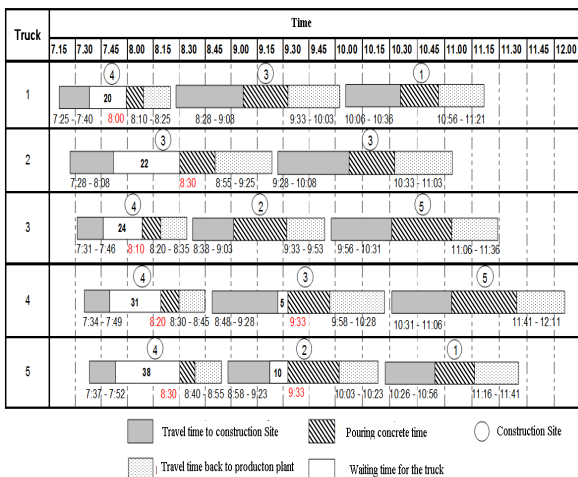 Truck
Time
7.15 7.30 7.45 8.00 8.15 8.30 8.45 9.00 9.15 9.30 9.45 10.00 10.15 10.30 10.45 11.00 11.15 11.30 11.45 12.00
4 3 1
1
20
7:25 - 7:40 8:00 8:10 - 8:25 8:28 - 9:08 9:33 - 10:03 10:06 - 10:36 10:56 - 11:21
3 3
2
22
7:28 - 8:08 8:30 8:55 - 9:25 9:28 - 10:08 10:33 - 11:03
4 2 5
3
24
7:31 - 7:46 8:10 8:20 - 8:35 8:38 - 9:03 9:33 - 9:53 9:56 - 10:31 11:06 - 11:36
4 3 5
4
31 5
7:34 - 7:49 8:20 8:30 - 8:45 8:48 - 9:28 9:33 9:58 - 10:28 10:31 - 11:06 11:41 - 12:11
4 2 1
5
38 10
7:37 - 7:52 8:30 8:40 - 8:55 8:58 - 9:23 9:33 10:03 - 10:23 10:26 - 10:56 11:16 - 11:41
Travel time to construction Site Pouring concrete time Construction Site
Travel time back to producton plant Waiting time for the truck